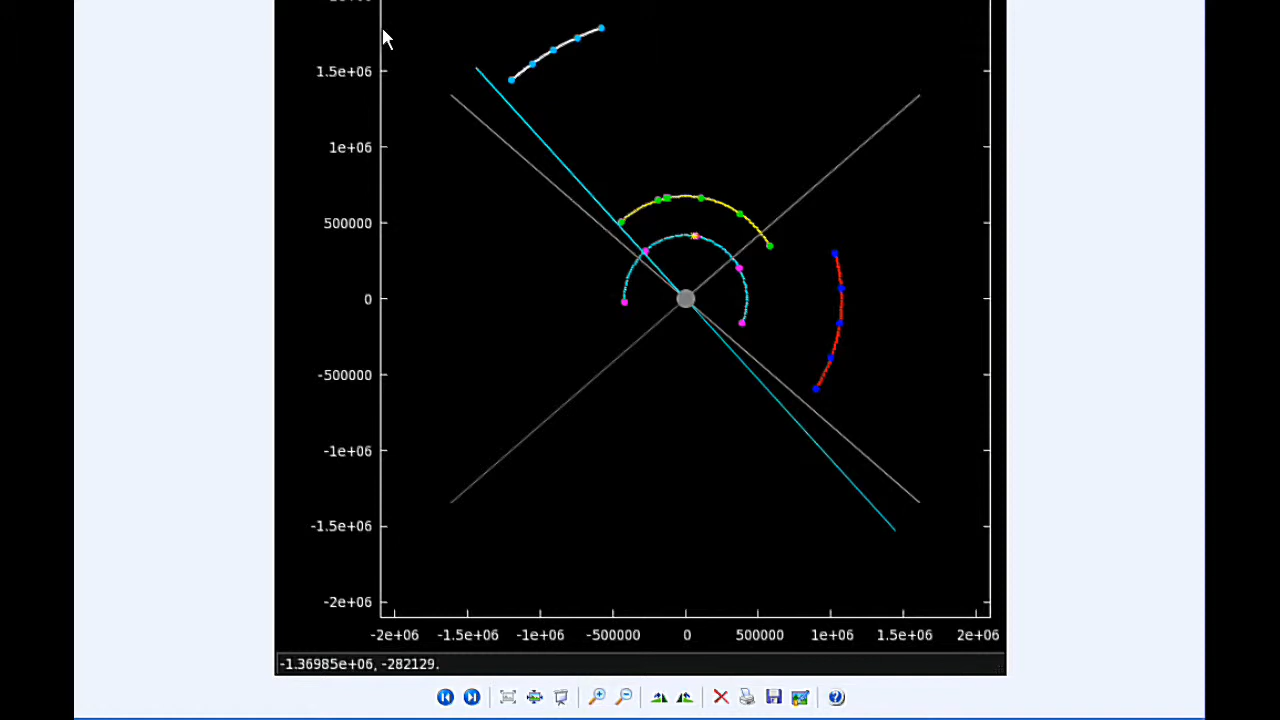 1.5e+06
1e+06
500000
0
-500000
-1e+06
-1.5e+06
-2e+06
-2e+06 -1.5e+06 -1e+06 -500000 0 500000 1e+06 1.5e+06 2e+06
-1.36985e+06, -282129.